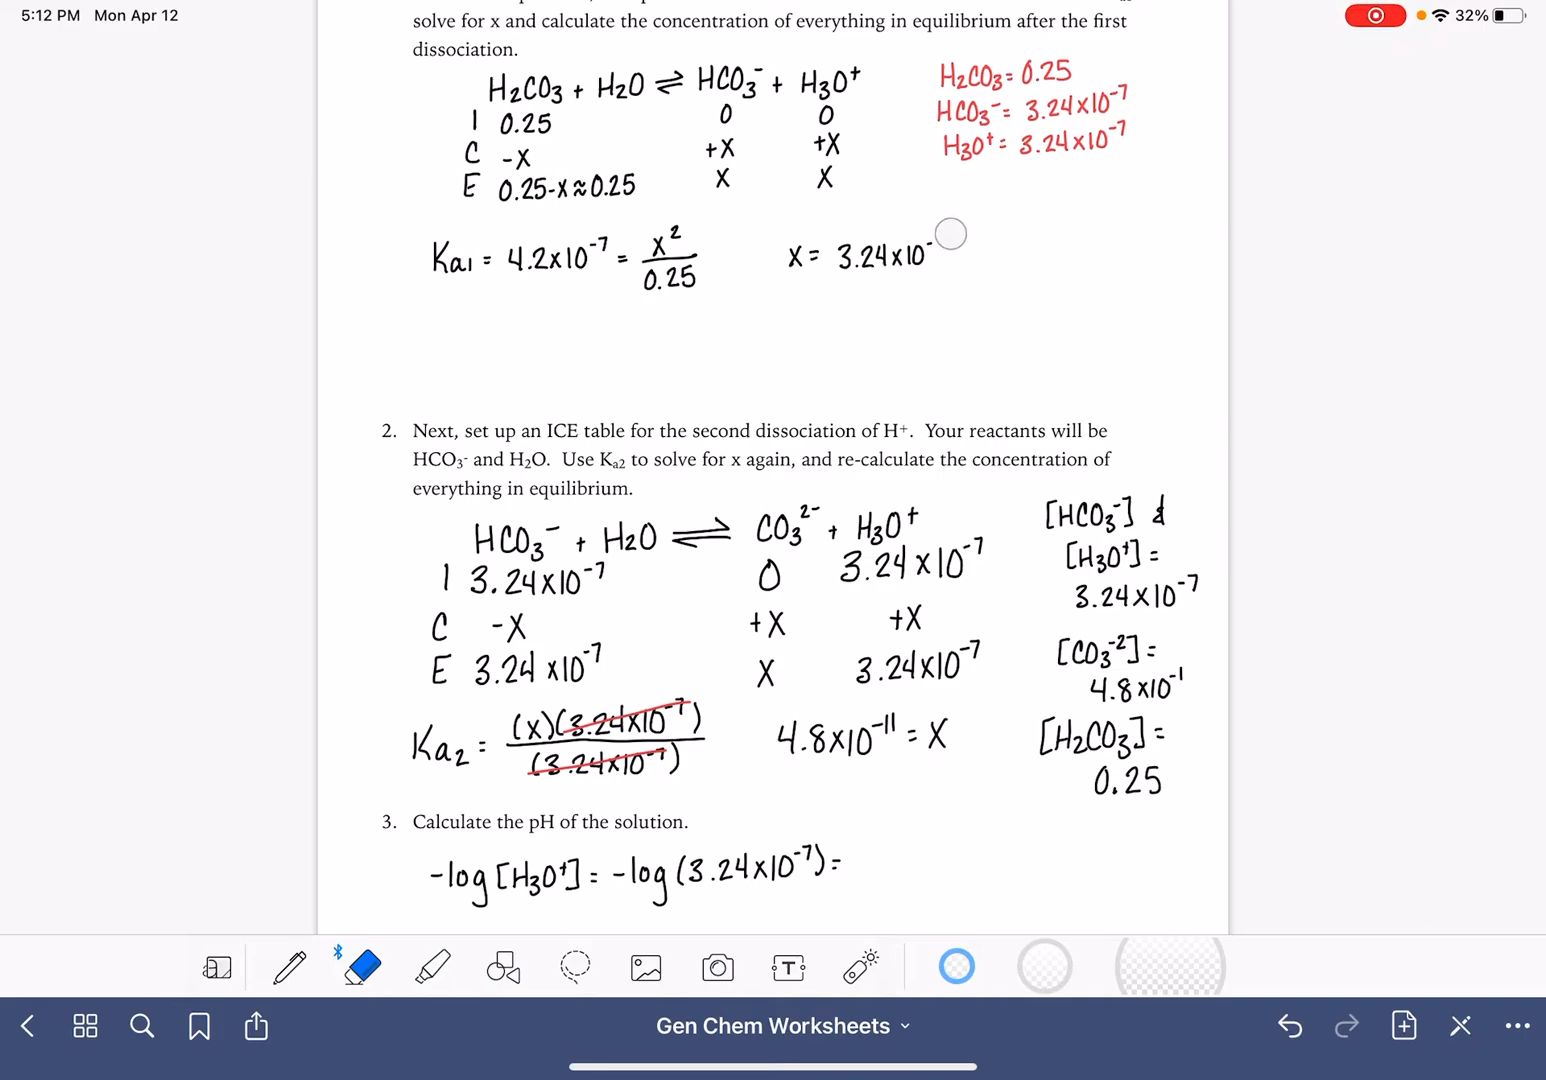 5:12 PM Mon Apr 12
32%
solve for x and calculate the concentration of everything in equilibrium after the first
dissociation.
H₂CO₃ + H₂O ⇌ HCO₃⁻ + H₃O⁺
I 0.25 0 0
C -X +X +X
E 0.25-X≈0.25 X X
H₂CO₃= 0.25
HCO₃⁻= 3.24x10⁻⁷
H₃O⁺= 3.24x10⁻⁷
Ka₁ = 4.2x10⁻⁷ = X²/0.25 X= 3.24x10⁻
2. Next, set up an ICE table for the second dissociation of H⁺. Your reactants will be
HCO₃⁻ and H₂O. Use Kₐ₂ to solve for x again, and re-calculate the concentration of
everything in equilibrium.
HCO₃⁻ + H₂O ⇌ CO₃²⁻ + H₃O⁺
I 3.24x10⁻⁷ 0 3.24x10⁻⁷
C -X +X +X
E 3.24x10⁻⁷ X 3.24x10⁻⁷
Ka₂ = (x)(3.24x10⁻⁷)/(3.24x10⁻⁷) 4.8x10⁻¹¹ = X
[HCO₃⁻] &
[H₃O⁺] =
3.24x10⁻⁷
[CO₃⁻²] =
4.8x10⁻¹
[H₂CO₃] =
0.25
3. Calculate the pH of the solution.
-log[H₃O⁺] = -log(3.24x10⁻⁷) =
a
T
Gen Chem Worksheets